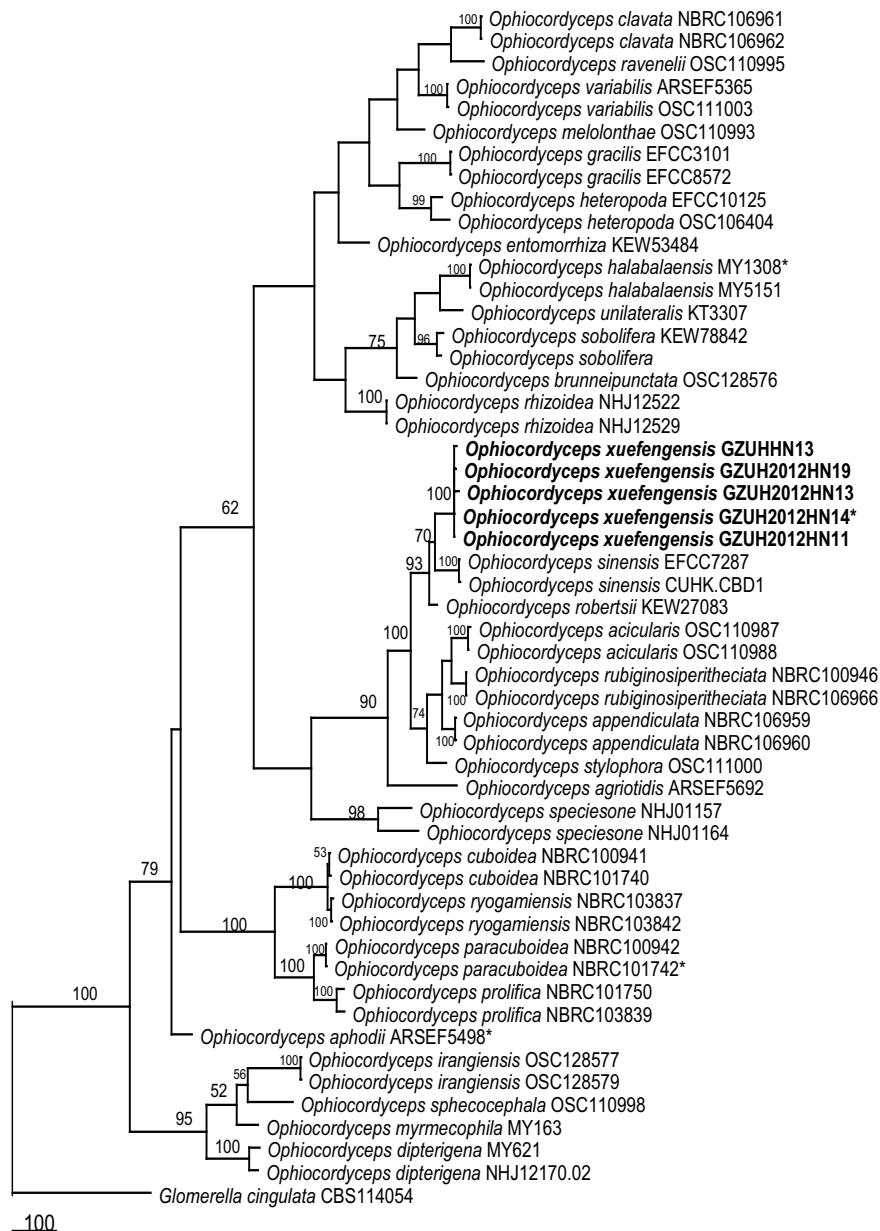 100 Ophiocordyceps clavata NBRC106961
Ophiocordyceps clavata NBRC106962
Ophiocordyceps ravenelii OSC110995
Ophiocordyceps variabilis ARSEF5365
100
Ophiocordyceps variabilis OSC111003
Ophiocordyceps melolonthae OSC110993
Ophiocordyceps gracilis EFCC3101
100
Ophiocordyceps gracilis EFCC8572
Ophiocordyceps heteropoda EFCC10125
99
Ophiocordyceps heteropoda OSC106404
Ophiocordyceps entomorrhiza KEW53484
100 Ophiocordyceps halabalaensis MY1308*
Ophiocordyceps halabalaensis MY5151
Ophiocordyceps unilateralis KT3307
75
96
Ophiocordyceps sobolifera KEW78842
Ophiocordyceps sobolifera
Ophiocordyceps brunneipunctata OSC128576
100 Ophiocordyceps rhizoidea NHJ12522
Ophiocordyceps rhizoidea NHJ12529
Ophiocordyceps xuefengensis GZUHHN13
Ophiocordyceps xuefengensis GZUH2012HN19
100 Ophiocordyceps xuefengensis GZUH2012HN13
Ophiocordyceps xuefengensis GZUH2012HN14*
62
70 Ophiocordyceps xuefengensis GZUH2012HN11
93
100 Ophiocordyceps sinensis EFCC7287
Ophiocordyceps sinensis CUHK.CBD1
Ophiocordyceps robertsii KEW27083
100
100 Ophiocordyceps acicularis OSC110987
Ophiocordyceps acicularis OSC110988
Ophiocordyceps rubiginosiperitheciata NBRC100946
90
100 Ophiocordyceps rubiginosiperitheciata NBRC106966
74
Ophiocordyceps appendiculata NBRC106959
100 Ophiocordyceps appendiculata NBRC106960
Ophiocordyceps stylophora OSC111000
Ophiocordyceps agriotidis ARSEF5692
Ophiocordyceps speciesone NHJ01157
98
Ophiocordyceps speciesone NHJ01164
53 Ophiocordyceps cuboidea NBRC100941
79
100 Ophiocordyceps cuboidea NBRC101740
Ophiocordyceps ryogamiensis NBRC103837
100 Ophiocordyceps ryogamiensis NBRC103842
100
100 Ophiocordyceps paracuboidea NBRC100942
100 Ophiocordyceps paracuboidea NBRC101742*
100 Ophiocordyceps prolifica NBRC101750
100
Ophiocordyceps prolifica NBRC103839
Ophiocordyceps aphodii ARSEF5498*
100 Ophiocordyceps irangiensis OSC128577
56
Ophiocordyceps irangiensis OSC128579
52
Ophiocordyceps sphecocephala OSC110998
95
Ophiocordyceps myrmecophila MY163
100 Ophiocordyceps dipterigena MY621
Ophiocordyceps dipterigena NHJ12170.02
Glomerella cingulata CBS114054
100